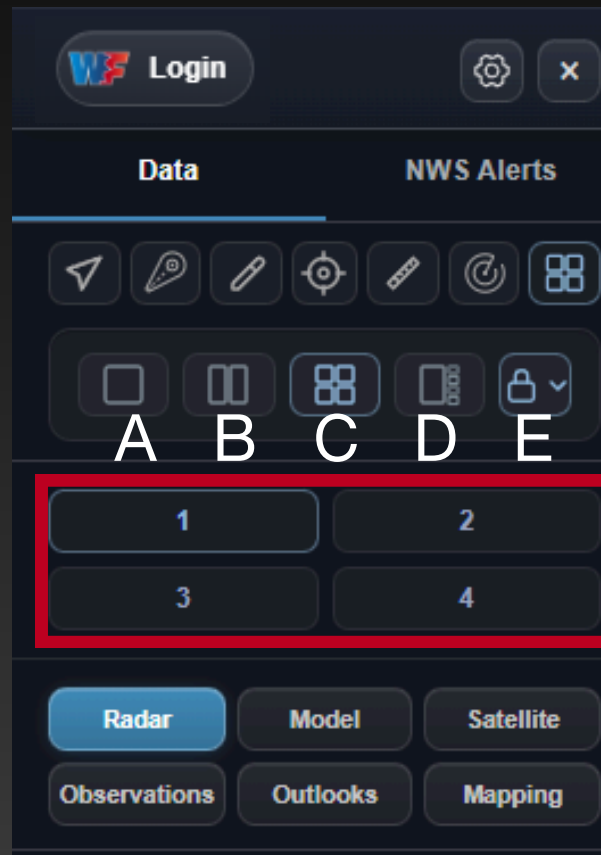 WF Login
Data NWS Alerts
A B C D E
1 2
3 4
Radar Model Satellite
Observations Outlooks Mapping